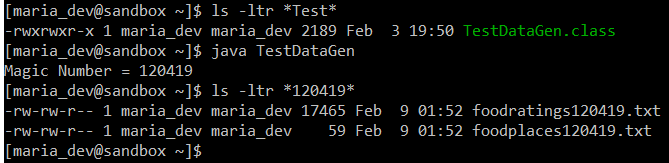 [maria_dev@sandbox ~]$ ls -ltr *Test*
-rwxrwxr-x 1 maria_dev maria_dev 2189 Feb  3 19:50 TestDataGen.class
[maria_dev@sandbox ~]$ java TestDataGen
Magic Number = 120419
[maria_dev@sandbox ~]$ ls -ltr *120419*
-rw-rw-r-- 1 maria_dev maria_dev 17465 Feb  9 01:52 foodratings120419.txt
-rw-rw-r-- 1 maria_dev maria_dev    59 Feb  9 01:52 foodplaces120419.txt
[maria_dev@sandbox ~]$